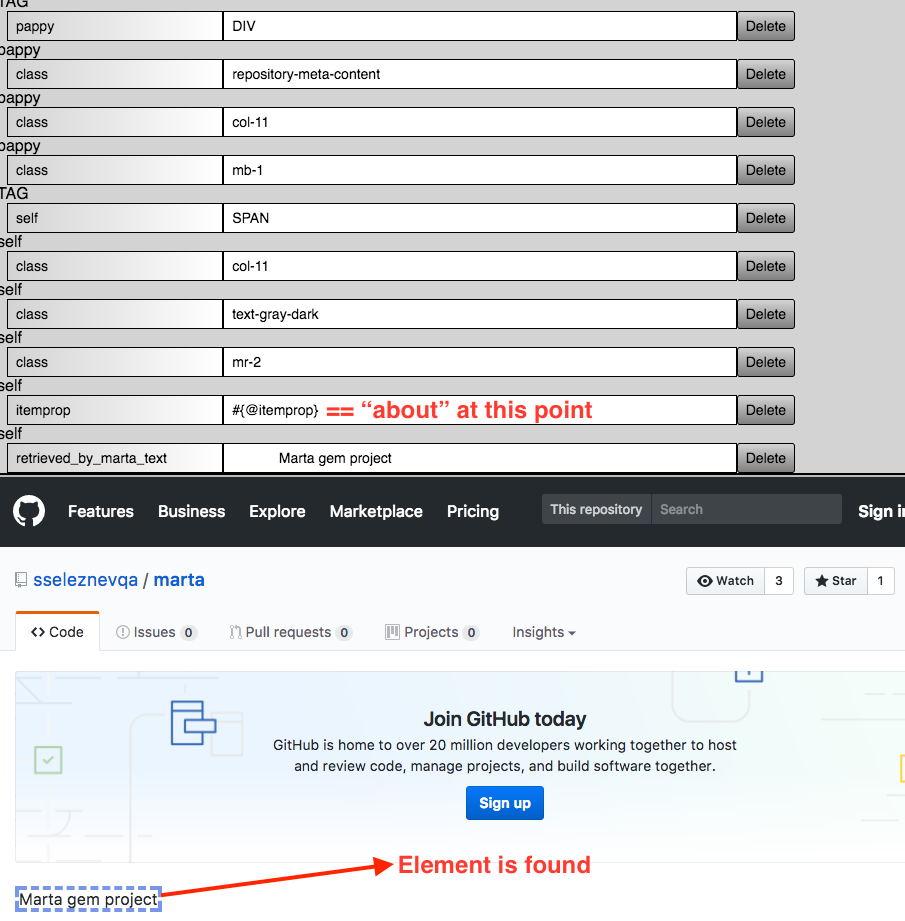 TAG
pappy DIV Delete
pappy
class repository-meta-content Delete
pappy
class col-11 Delete
pappy
class mb-1 Delete
TAG
self SPAN Delete
self
class col-11 Delete
self
class text-gray-dark Delete
self
class mr-2 Delete
self
itemprop #{@itemprop} == “about” at this point Delete
self
retrieved_by_marta_text Marta gem project Delete
Features Business Explore Marketplace Pricing This repository Search Sign in
sseleznevqa / marta Watch 3 Star 1
Code Issues 0 Pull requests 0 Projects 0 Insights
Join GitHub today
GitHub is home to over 20 million developers working together to host
and review code, manage projects, and build software together.
Sign up
Element is found
Marta gem project